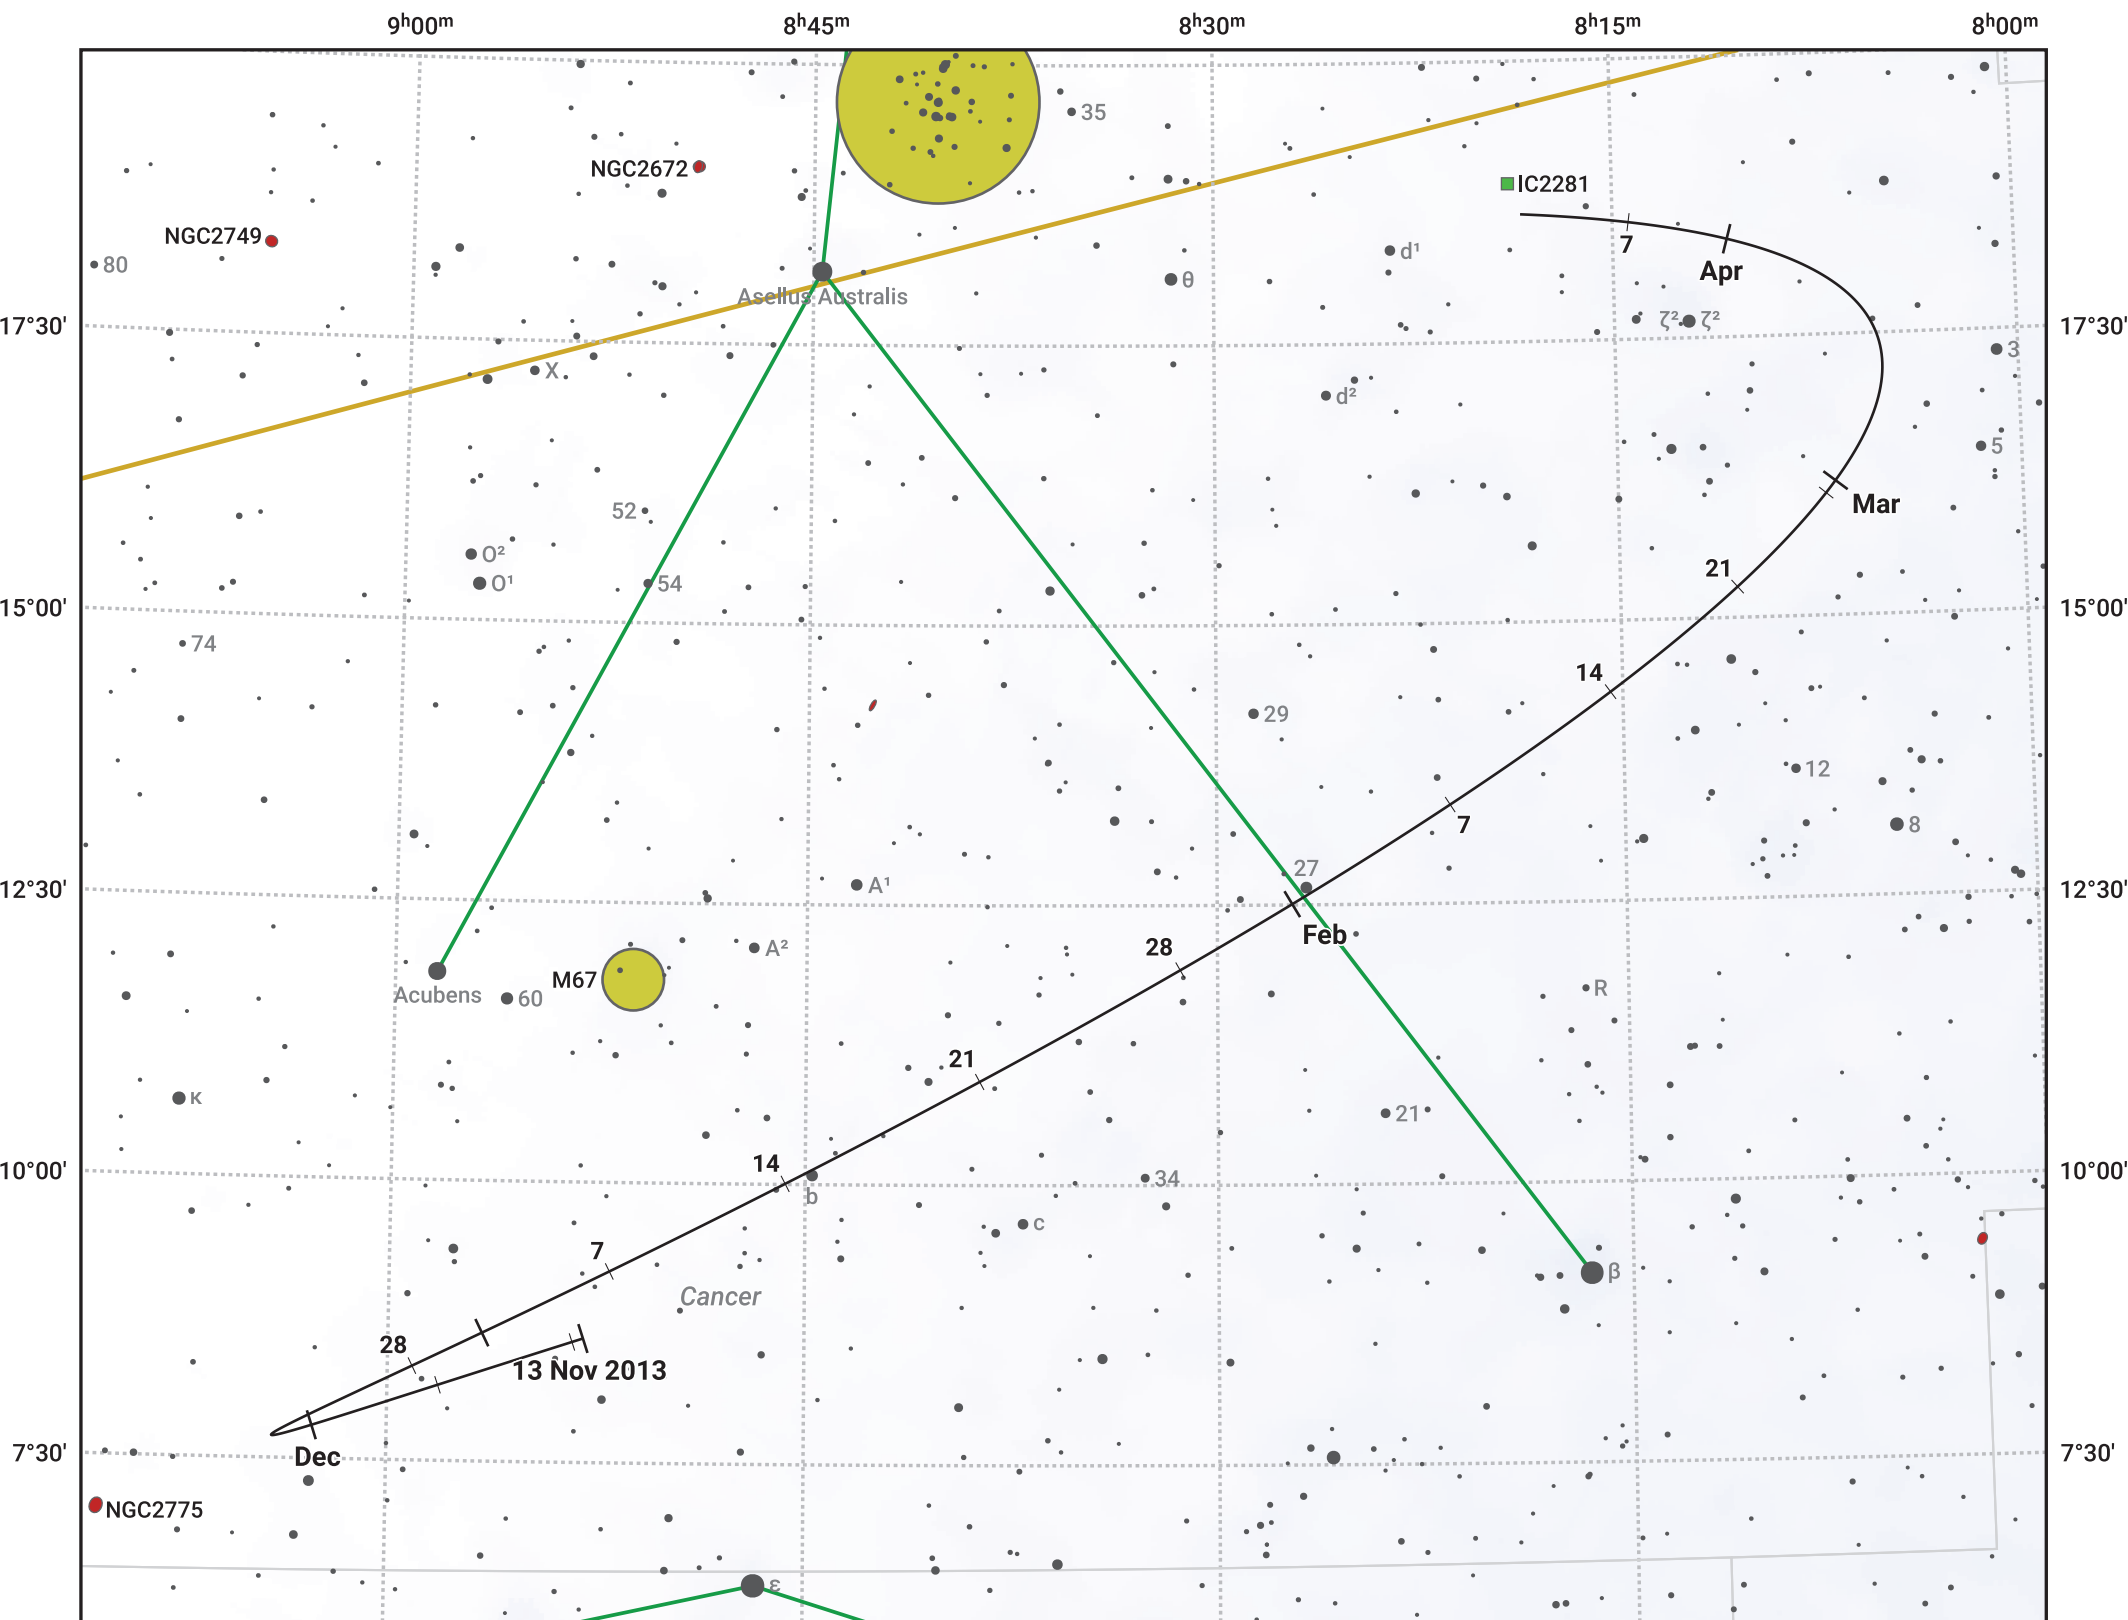 9h00m 8h45m 8h30m 8h15m 8h00m
35
NGC2672
IC2281
NGC2749
80
d¹
7
θ
Apr
Asellus Australis
17°30' ζ² ζ² 17°30'
3
X
d²
5
Mar
52
O²
21
O¹ 54
15°00' 15°00'
74
14
29
12
7 8
27
A¹
12°30' 12°30'
Feb
A² 28
M67
R
Acubens 60
21
K
21
14
10°00' 34 10°00'
b
c
7
β
Cancer
28
13 Nov 2013
Dec
7°30' 7°30'
NGC2775
ε